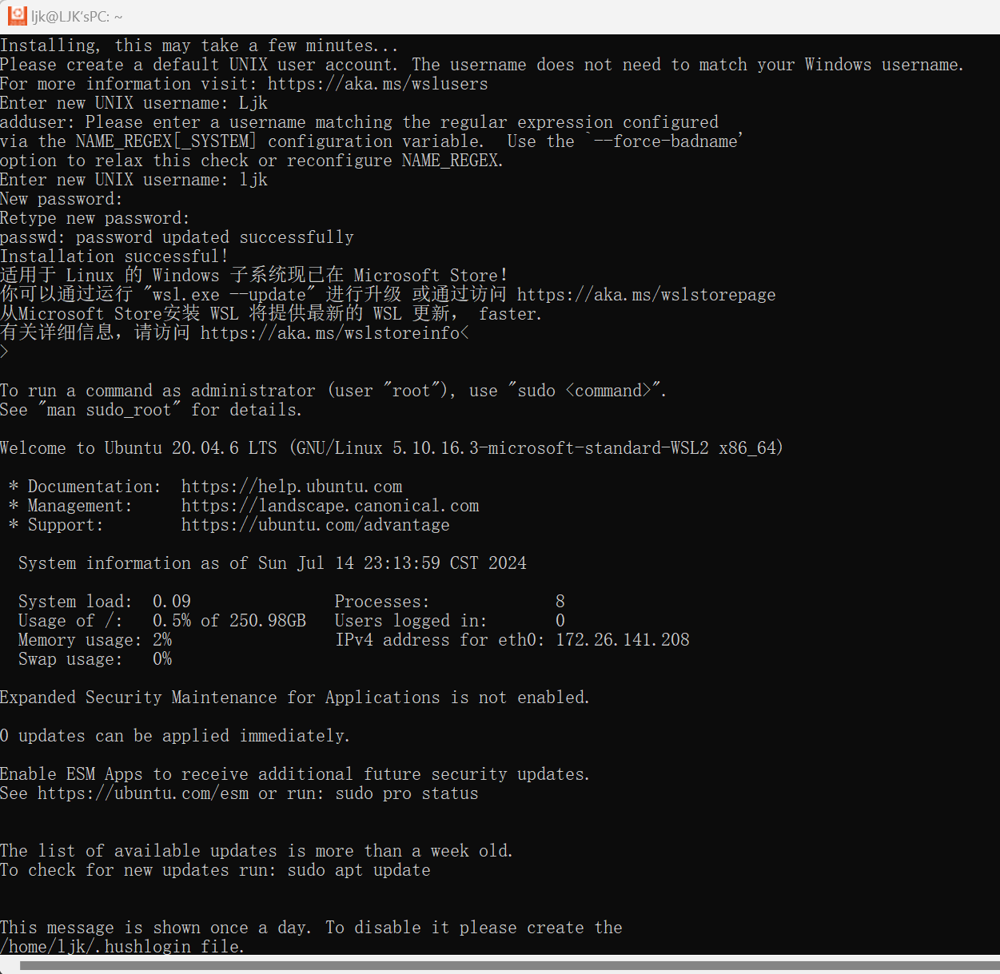 ljk@LJK'sPC: ~
Installing, this may take a few minutes...
Please create a default UNIX user account. The username does not need to match your Windows username.
For more information visit: https://aka.ms/wslusers
Enter new UNIX username: Ljk
adduser: Please enter a username matching the regular expression configured
via the NAME_REGEX[_SYSTEM] configuration variable.  Use the `--force-badname'
option to relax this check or reconfigure NAME_REGEX.
Enter new UNIX username: ljk
New password:
Retype new password:
passwd: password updated successfully
Installation successful!
适用于 Linux 的 Windows 子系统现已在 Microsoft Store!
你可以通过运行 "wsl.exe --update" 进行升级 或通过访问 https://aka.ms/wslstorepage
从Microsoft Store安装 WSL 将提供最新的 WSL 更新， faster.
有关详细信息，请访问 https://aka.ms/wslstoreinfo<
>
To run a command as administrator (user "root"), use "sudo <command>".
See "man sudo_root" for details.
Welcome to Ubuntu 20.04.6 LTS (GNU/Linux 5.10.16.3-microsoft-standard-WSL2 x86_64)
* Documentation:  https://help.ubuntu.com
* Management:     https://landscape.canonical.com
* Support:        https://ubuntu.com/advantage
System information as of Sun Jul 14 23:13:59 CST 2024
System load:  0.09               Processes:             8
Usage of /:   0.5% of 250.98GB   Users logged in:       0
Memory usage: 2%                 IPv4 address for eth0: 172.26.141.208
Swap usage:   0%
Expanded Security Maintenance for Applications is not enabled.
0 updates can be applied immediately.
Enable ESM Apps to receive additional future security updates.
See https://ubuntu.com/esm or run: sudo pro status
The list of available updates is more than a week old.
To check for new updates run: sudo apt update
This message is shown once a day. To disable it please create the
/home/ljk/.hushlogin file.